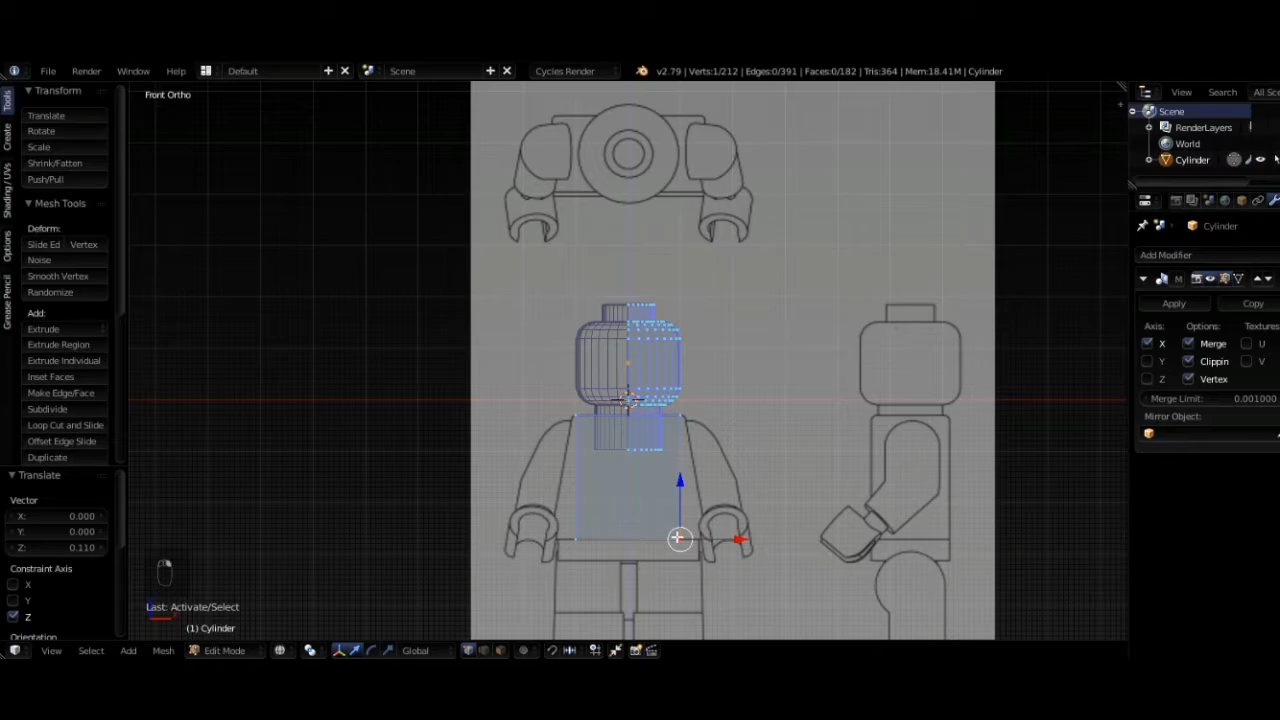 File Render Window Help Default Scene Cycles Render v2.79 | Verts:1/212 | Edges:0/391 | Faces:0/182 | Tris:364 | Mem:18.41M | Cylinder
Tools
Create
Shading / UVs
Options
Grease Pencil
Transform
Translate
Rotate
Scale
Shrink/Fatten
Push/Pull
Mesh Tools
Deform:
Slide Ed Vertex
Noise
Smooth Vertex
Randomize
Add:
Extrude
Extrude Region
Extrude Individual
Inset Faces
Make Edge/Face
Subdivide
Loop Cut and Slide
Offset Edge Slide
Duplicate
Translate
Vector
X: 0.000
Y: 0.000
Z: 0.110
Constraint Axis
X
Y
Z
Orientation
Front Ortho
Last: Activate/Select
(1) Cylinder
View Select Add Mesh Edit Mode Global
View Search All Sce
Scene
RenderLayers
World
Cylinder
Cylinder
Add Modifier
M
Apply Copy
Axis: Options: Textures
X Merge U
Y Clippin V
Z Vertex
Merge Limit: 0.001000
Mirror Object: